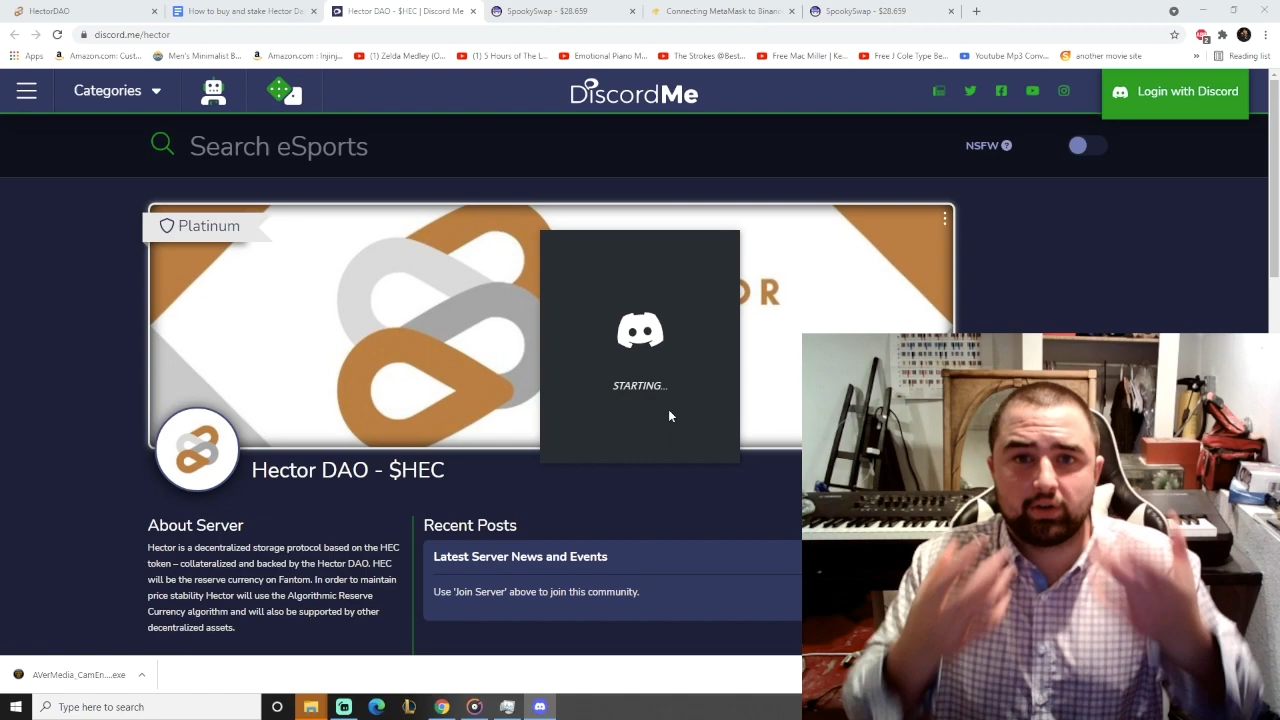 HectorDAO
How to buy and stake Hector Da
Hector DAO - $HEC | Discord Me
SpookySwap - $28.659
Connecting MetaMask to Binanc
SpookySwap - $28.659
discord.me/hector
Apps
Amazon.com: Cust...
Men's Minimalist B...
Amazon.com : Injinj...
(1) Zelda Medley (O...
(1) 5 Hours of The L...
Emotional Piano M...
The Strokes @Best...
Free Mac Miller | Ke...
Free J Cole Type Be...
Youtube Mp3 Conv...
another movie site
»
Reading list
Categories
DiscordMe
Login with Discord
Search eSports
NSFW
Platinum
OR
STARTING...
Hector DAO - $HEC
About Server
Hector is a decentralized storage protocol based on the HEC
token – collateralized and backed by the Hector DAO. HEC
will be the reserve currency on Fantom. In order to maintain
price stability Hector will use the Algorithmic Reserve
Currency algorithm and will also be supported by other
decentralized assets.
Recent Posts
Latest Server News and Events
Use 'Join Server' above to join this community.
AVerMedia_CamEn....exe
Type here to search